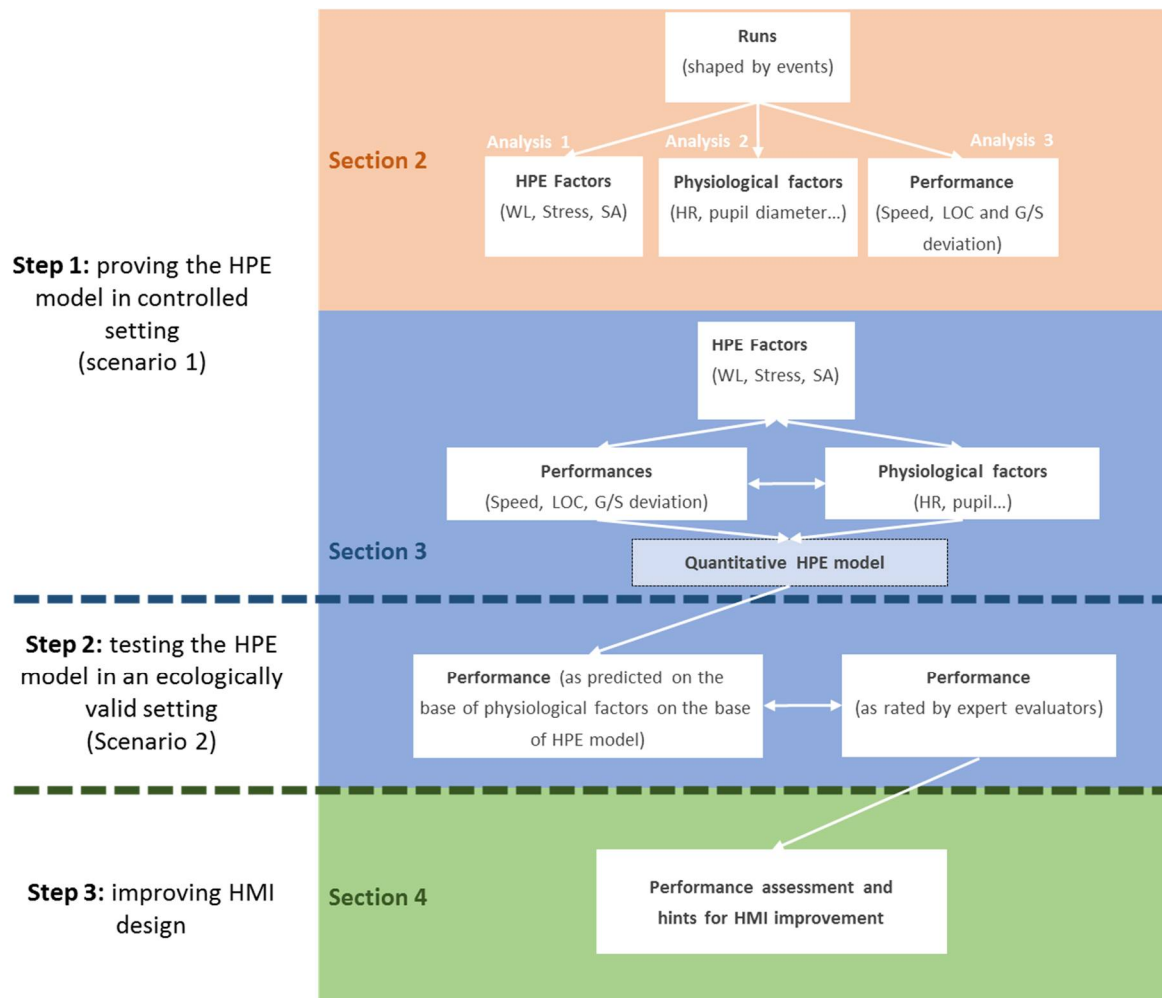 Runs
(shaped by events)
Analysis 1
Analysis 2
Analysis 3
Section 2
HPE Factors
(WL, Stress, SA)
Physiological factors
(HR, pupil diameter...)
Performance
(Speed, LOC and G/S
deviation)
Step 1: proving the HPE
model in controlled
setting
(scenario 1)
HPE Factors
(WL, Stress, SA)
Performances
(Speed, LOC, G/S deviation)
Physiological factors
(HR, pupil...)
Section 3
Quantitative HPE model
Step 2: testing the HPE
model in an ecologically
valid setting
(Scenario 2)
Performance (as predicted on the
base of physiological factors on the base
of HPE model)
Performance
(as rated by expert evaluators)
Step 3: improving HMI
design
Section 4
Performance assessment and
hints for HMI improvement